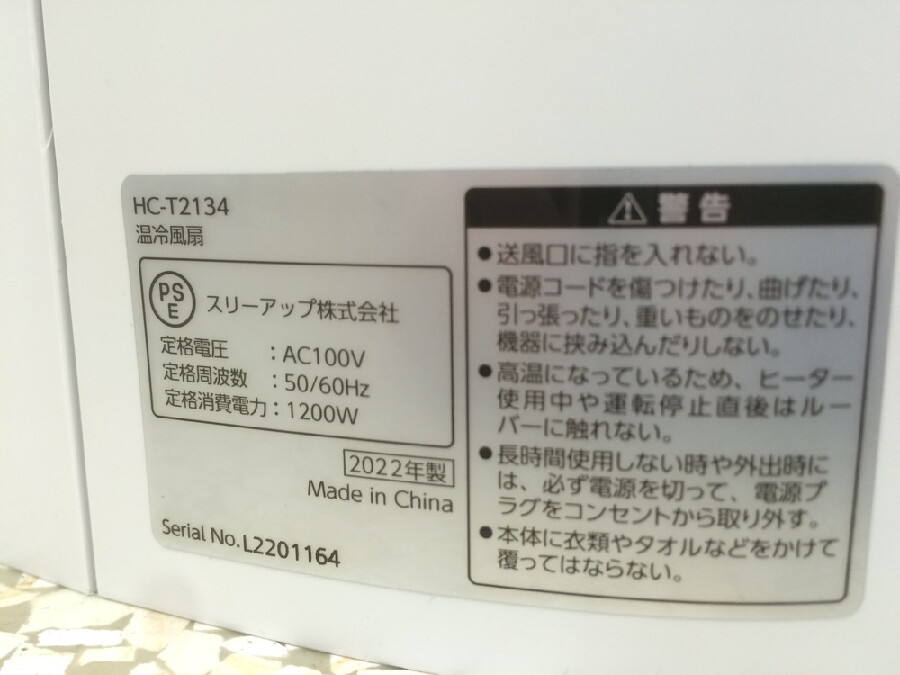 HC-T2134
温冷風扇
PS
E
スリーアップ株式会社
定格電圧 : AC100V
定格周波数 : 50/60Hz
定格消費電力 : 1200W
2022年製
Made in China
Serial No. L2201164
⚠ 警告
●送風口に指を入れない。
●電源コードを傷つけたり、曲げたり、
引っ張ったり、重いものをのせたり、
機器に挟み込んだりしない。
●高温になっているため、ヒーター
使用中や運転停止直後はルー
バーに触れない。
●長時間使用しない時や外出時に
は、必ず電源を切って、電源プ
ラグをコンセントから取り外す。
●本体に衣類やタオルなどをかけて
覆ってはならない。